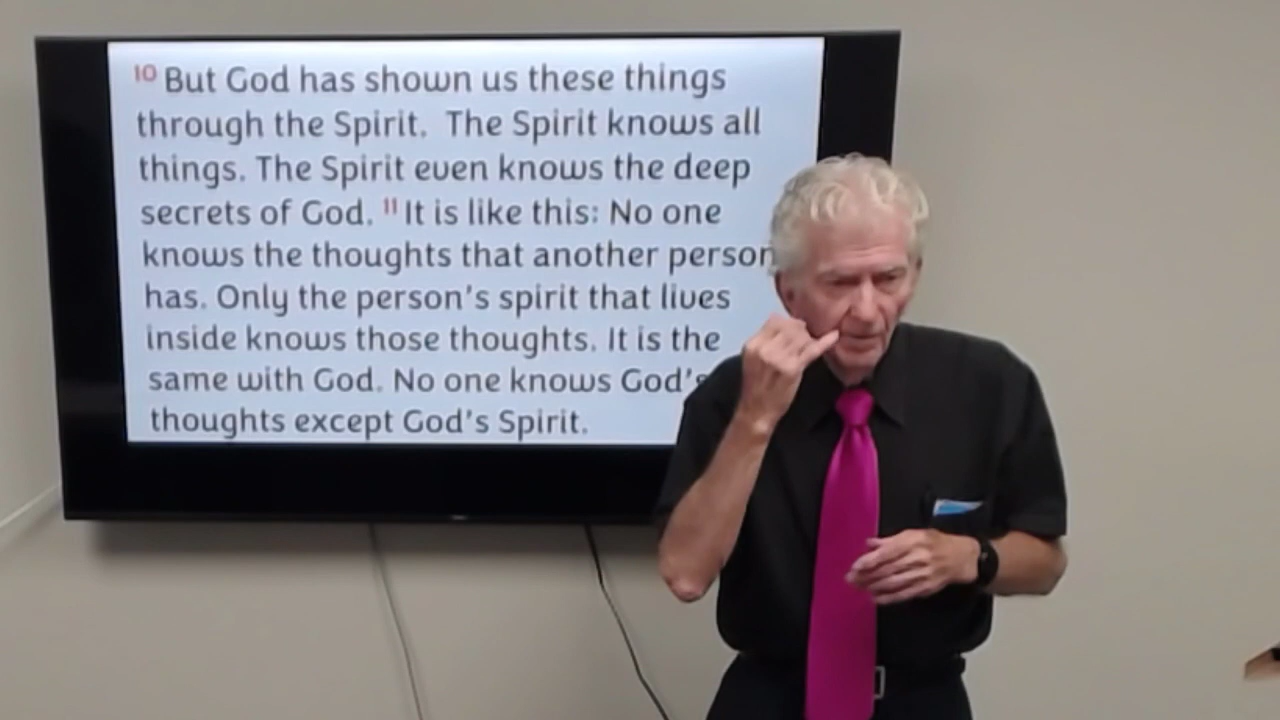 10 But God has shown us these things
through the Spirit. The Spirit knows all
things. The Spirit even knows the deep
secrets of God. 11 It is like this: No one
knows the thoughts that another person
has. Only the person's spirit that lives
inside knows those thoughts. It is the
same with God. No one knows God's
thoughts except God's Spirit.